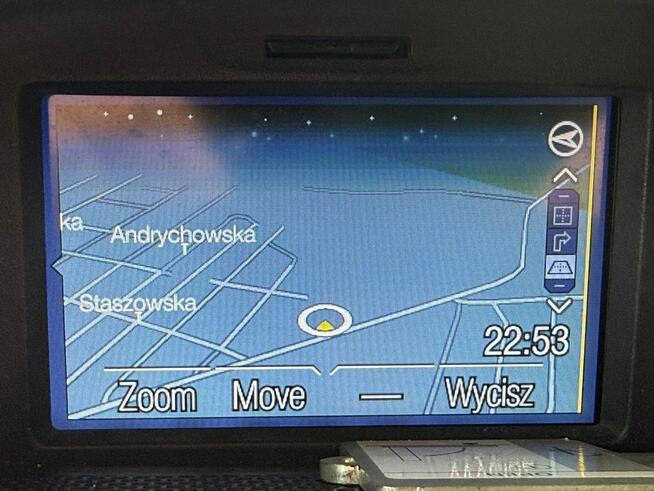 ka
Andrychowska
Staszowska
22:53
Zoom Move — Wycisz